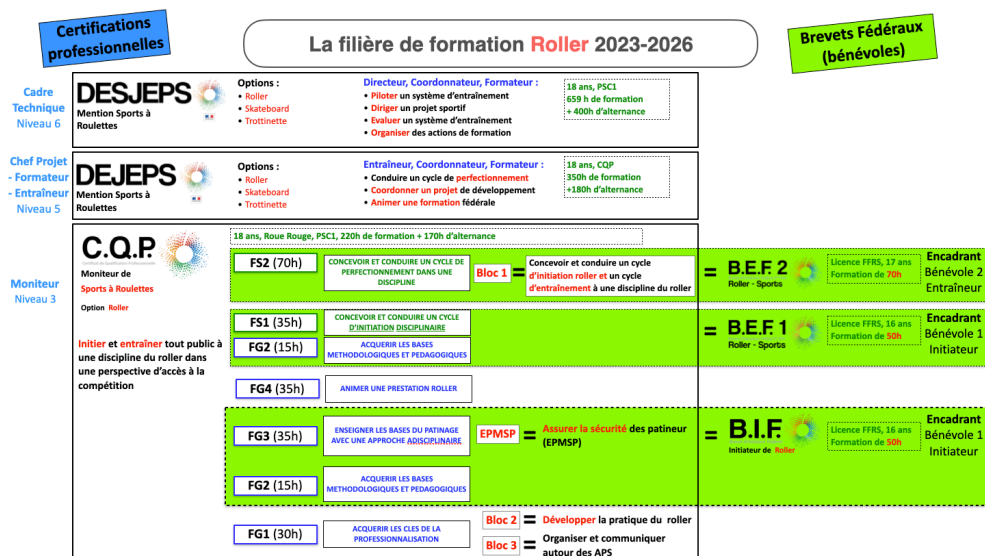 Certifications
professionnelles
La filière de formation Roller 2023-2026
Brevets Fédéraux
(bénévoles)
Cadre
Technique
Niveau 6
DESJEPS
Mention Sports à
Roulettes
Options :
• Roller
• Skateboard
• Trottinette
Directeur, Coordonnateur, Formateur :
• Piloter un système d'entraînement
• Diriger un projet sportif
• Evaluer un système d'entraînement
• Organiser des actions de formation
18 ans, PSC1
659 h de formation
+ 400h d'alternance
Chef Projet
- Formateur
- Entraîneur
Niveau 5
DEJEPS
Mention Sports à
Roulettes
Options :
• Roller
• Skateboard
• Trottinette
Entraîneur, Coordonnateur, Formateur :
• Conduire un cycle de perfectionnement
• Coordonner un projet de développement
• Animer une formation fédérale
18 ans, CQP
350h de formation
+180h d'alternance
Moniteur
Niveau 3
C.Q.P.
Moniteur de
Sports à Roulettes
Option Roller
Initier et entraîner tout public à
une discipline du roller dans
une perspective d'accès à la
compétition
18 ans, Roue Rouge, PSC1, 220h de formation + 170h d'alternance
FS2 (70h)
CONCEVOIR ET CONDUIRE UN CYCLE DE
PERFECTIONNEMENT DANS UNE
DISCIPLINE
Bloc 1 =
Concevoir et conduire un cycle
d'initiation roller et un cycle
d'entraînement à une discipline du roller
= B.E.F. 2
Roller - Sports
Licence FFRS, 17 ans
Formation de 70h
Encadrant
Bénévole 2
Entraîneur
FS1 (35h)
CONCEVOIR ET CONDUIRE UN CYCLE
D'INITIATION DISCIPLINAIRE
FG2 (15h)
ACQUERIR LES BASES
METHODOLOGIQUES ET PEDAGOGIQUES
= B.E.F. 1
Roller - Sports
Licence FFRS, 16 ans
Formation de 50h
Encadrant
Bénévole 1
Initiateur
FG4 (35h)
ANIMER UNE PRESTATION ROLLER
FG3 (35h)
ENSEIGNER LES BASES DU PATINAGE
AVEC UNE APPROCHE ADISCIPLINAIRE
EPMSP =
Assurer la sécurité des patineur
(EPMSP)
= B.I.F.
Initiateur de Roller
Licence FFRS, 16 ans
Formation de 50h
Encadrant
Bénévole 1
Initiateur
FG2 (15h)
ACQUERIR LES BASES
METHODOLOGIQUES ET PEDAGOGIQUES
FG1 (30h)
ACQUERIR LES CLES DE LA
PROFESSIONNALISATION
Bloc 2 = Développer la pratique du roller
Bloc 3 = Organiser et communiquer
autour des APS